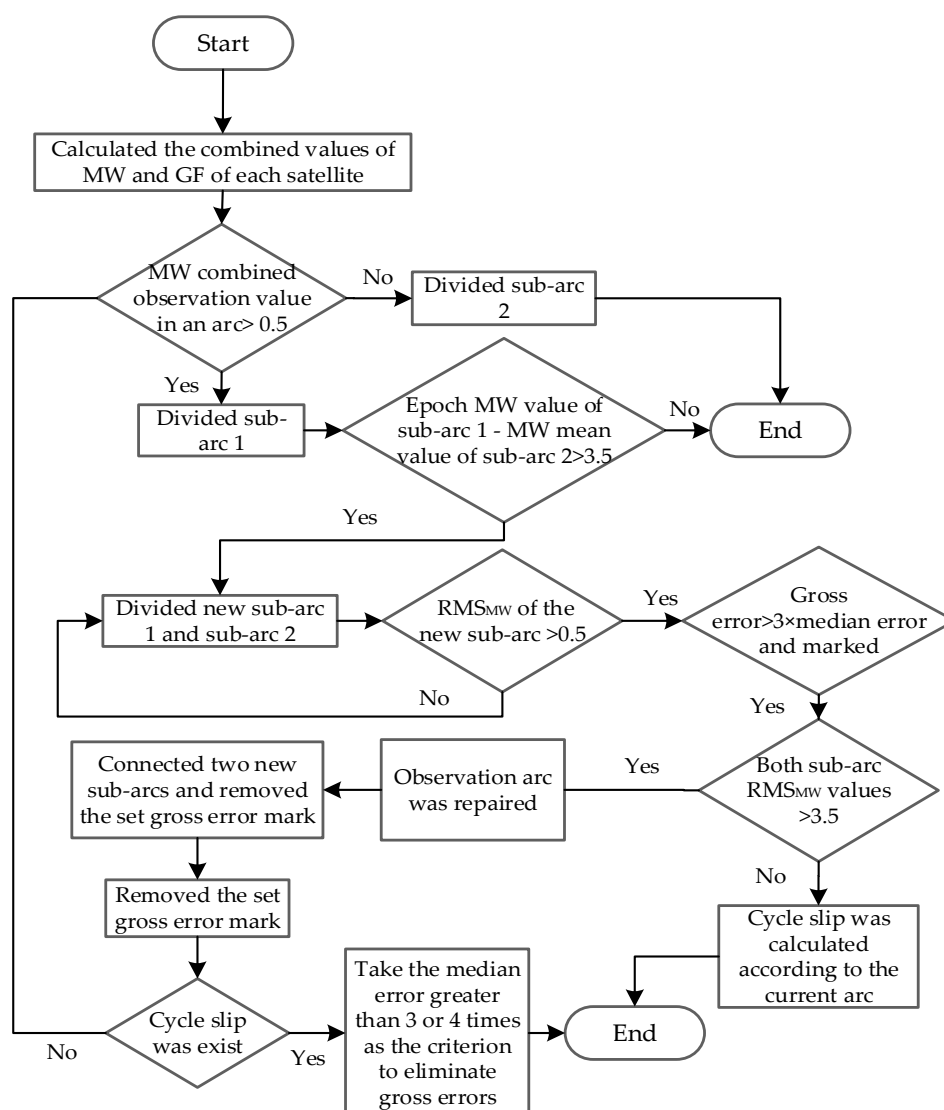 Start
Calculated the combined values of
MW and GF of each satellite
MW combined
observation value
in an arc> 0.5
No
Divided sub-arc
2
Yes
Divided sub-
arc 1
Epoch MW value of
sub-arc 1 - MW mean
value of sub-arc 2>3.5
No
End
Yes
Divided new sub-arc
1 and sub-arc 2
RMSMW of the
new sub-arc >0.5
Yes
Gross
error>3×median error
and marked
No
Yes
Connected two new
sub-arcs and removed
the set gross error mark
Observation arc
was repaired
Yes
Both sub-arc
RMSMW values
>3.5
No
Removed the set
gross error mark
Cycle slip was
calculated
according to the
current arc
Cycle slip
was exist
No
Yes
Take the median
error greater
than 3 or 4 times
as the criterion
to eliminate
gross errors
End